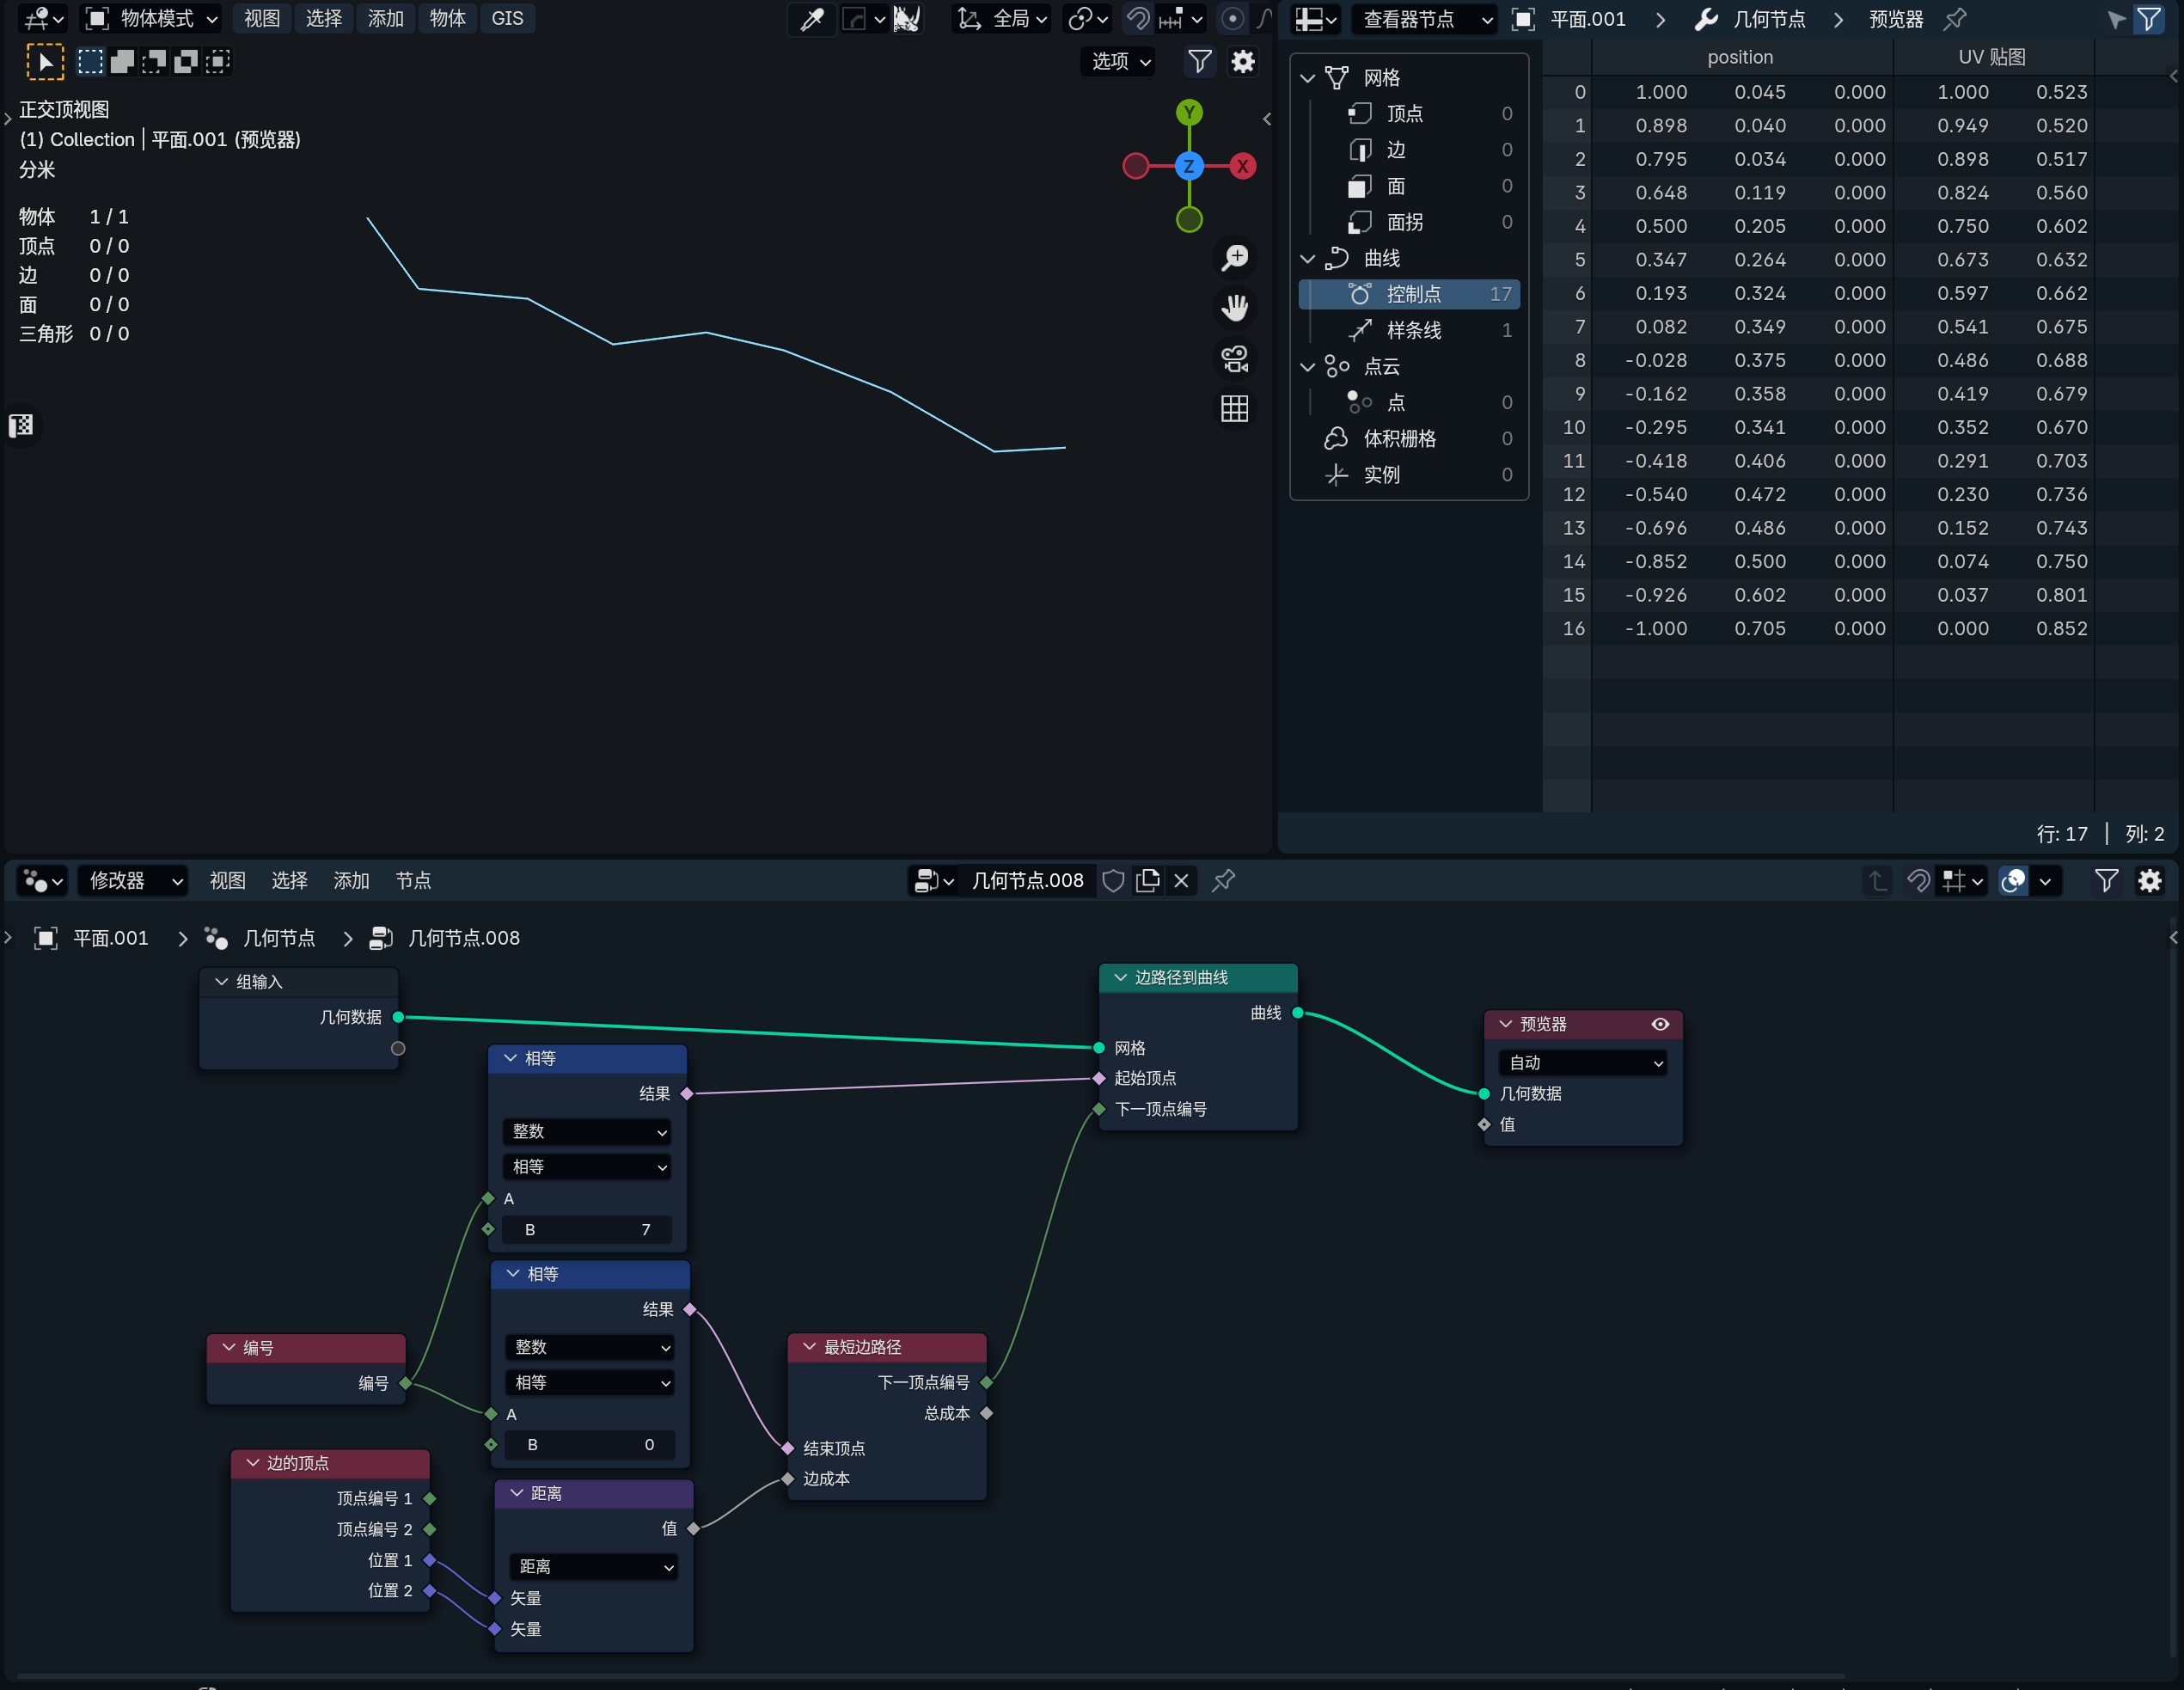 物体模式 视图 选择 添加 物体 GIS 全局
选项
正交顶视图
(1) Collection | 平面.001 (预览器)
分米
物体 1 / 1
顶点 0 / 0
边 0 / 0
面 0 / 0
三角形 0 / 0
Y
Z
X
查看器节点 平面.001 几何节点 预览器
网格
顶点 0
边 0
面 0
面拐 0
曲线
控制点 17
样条线 1
点云
点 0
体积栅格 0
实例 0
position UV 贴图
0 1.000 0.045 0.000 1.000 0.523
1 0.898 0.040 0.000 0.949 0.520
2 0.795 0.034 0.000 0.898 0.517
3 0.648 0.119 0.000 0.824 0.560
4 0.500 0.205 0.000 0.750 0.602
5 0.347 0.264 0.000 0.673 0.632
6 0.193 0.324 0.000 0.597 0.662
7 0.082 0.349 0.000 0.541 0.675
8 -0.028 0.375 0.000 0.486 0.688
9 -0.162 0.358 0.000 0.419 0.679
10 -0.295 0.341 0.000 0.352 0.670
11 -0.418 0.406 0.000 0.291 0.703
12 -0.540 0.472 0.000 0.230 0.736
13 -0.696 0.486 0.000 0.152 0.743
14 -0.852 0.500 0.000 0.074 0.750
15 -0.926 0.602 0.000 0.037 0.801
16 -1.000 0.705 0.000 0.000 0.852
行: 17 | 列: 2
修改器 视图 选择 添加 节点 几何节点.008
平面.001 几何节点 几何节点.008
组输入
几何数据
相等
结果
整数
相等
A
B 7
相等
结果
整数
相等
A
B 0
编号
编号
边的顶点
顶点编号 1
顶点编号 2
位置 1
位置 2
距离
值
距离
矢量
矢量
最短边路径
下一顶点编号
总成本
结束顶点
边成本
边路径到曲线
曲线
网格
起始顶点
下一顶点编号
预览器
自动
几何数据
值